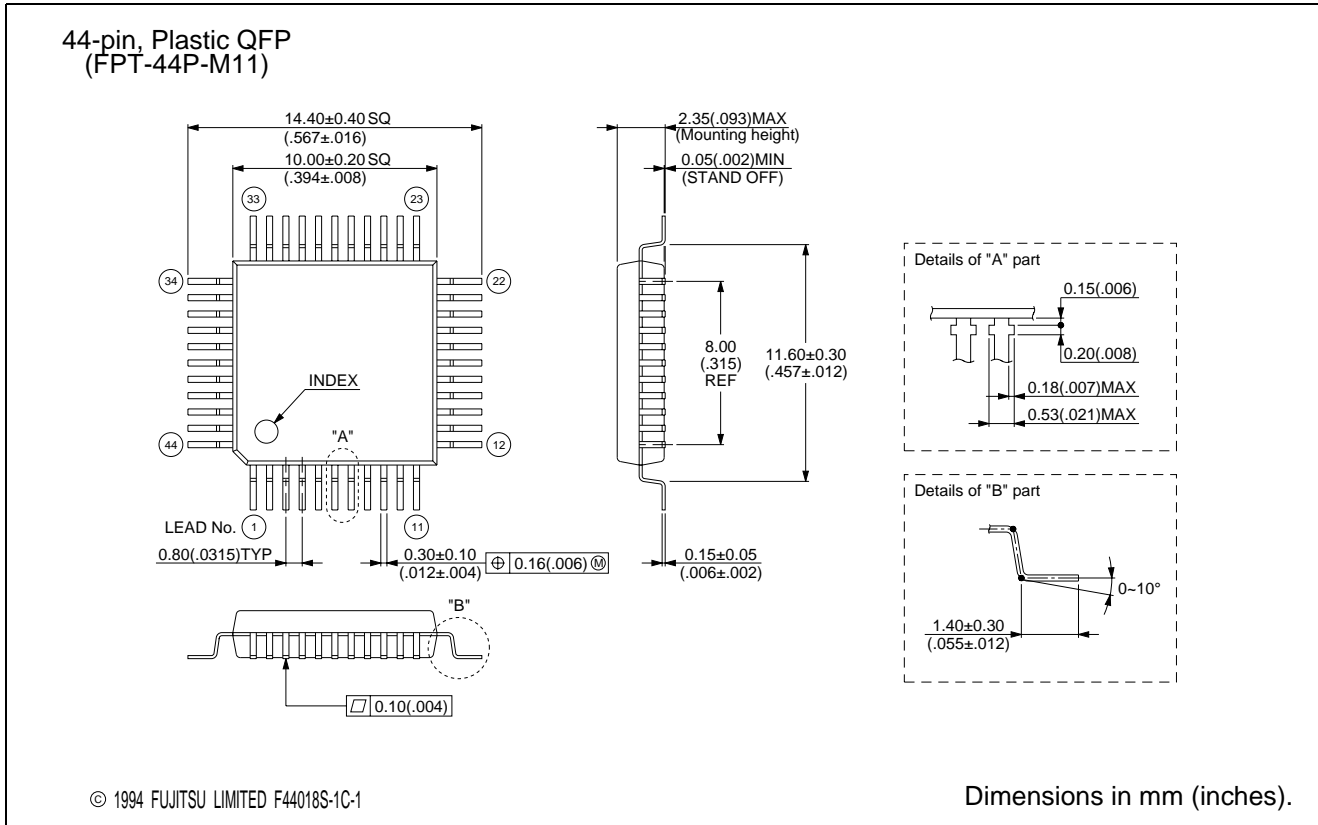 44-pin, Plastic QFP
(FPT-44P-M11)
14.40±0.40 SQ
(.567±.016)
10.00±0.20 SQ
(.394±.008)
33
23
34
22
INDEX
"A"
44
12
LEAD No.
1
11
0.80(.0315)TYP
0.30±0.10
(.012±.004)
⌖ 0.16(.006) Ⓜ
2.35(.093)MAX
(Mounting height)
0.05(.002)MIN
(STAND OFF)
8.00
(.315)
REF
11.60±0.30
(.457±.012)
0.15±0.05
(.006±.002)
Details of "A" part
0.15(.006)
0.20(.008)
0.18(.007)MAX
0.53(.021)MAX
Details of "B" part
0~10°
1.40±0.30
(.055±.012)
"B"
⏥ 0.10(.004)
© 1994 FUJITSU LIMITED F44018S-1C-1
Dimensions in mm (inches).